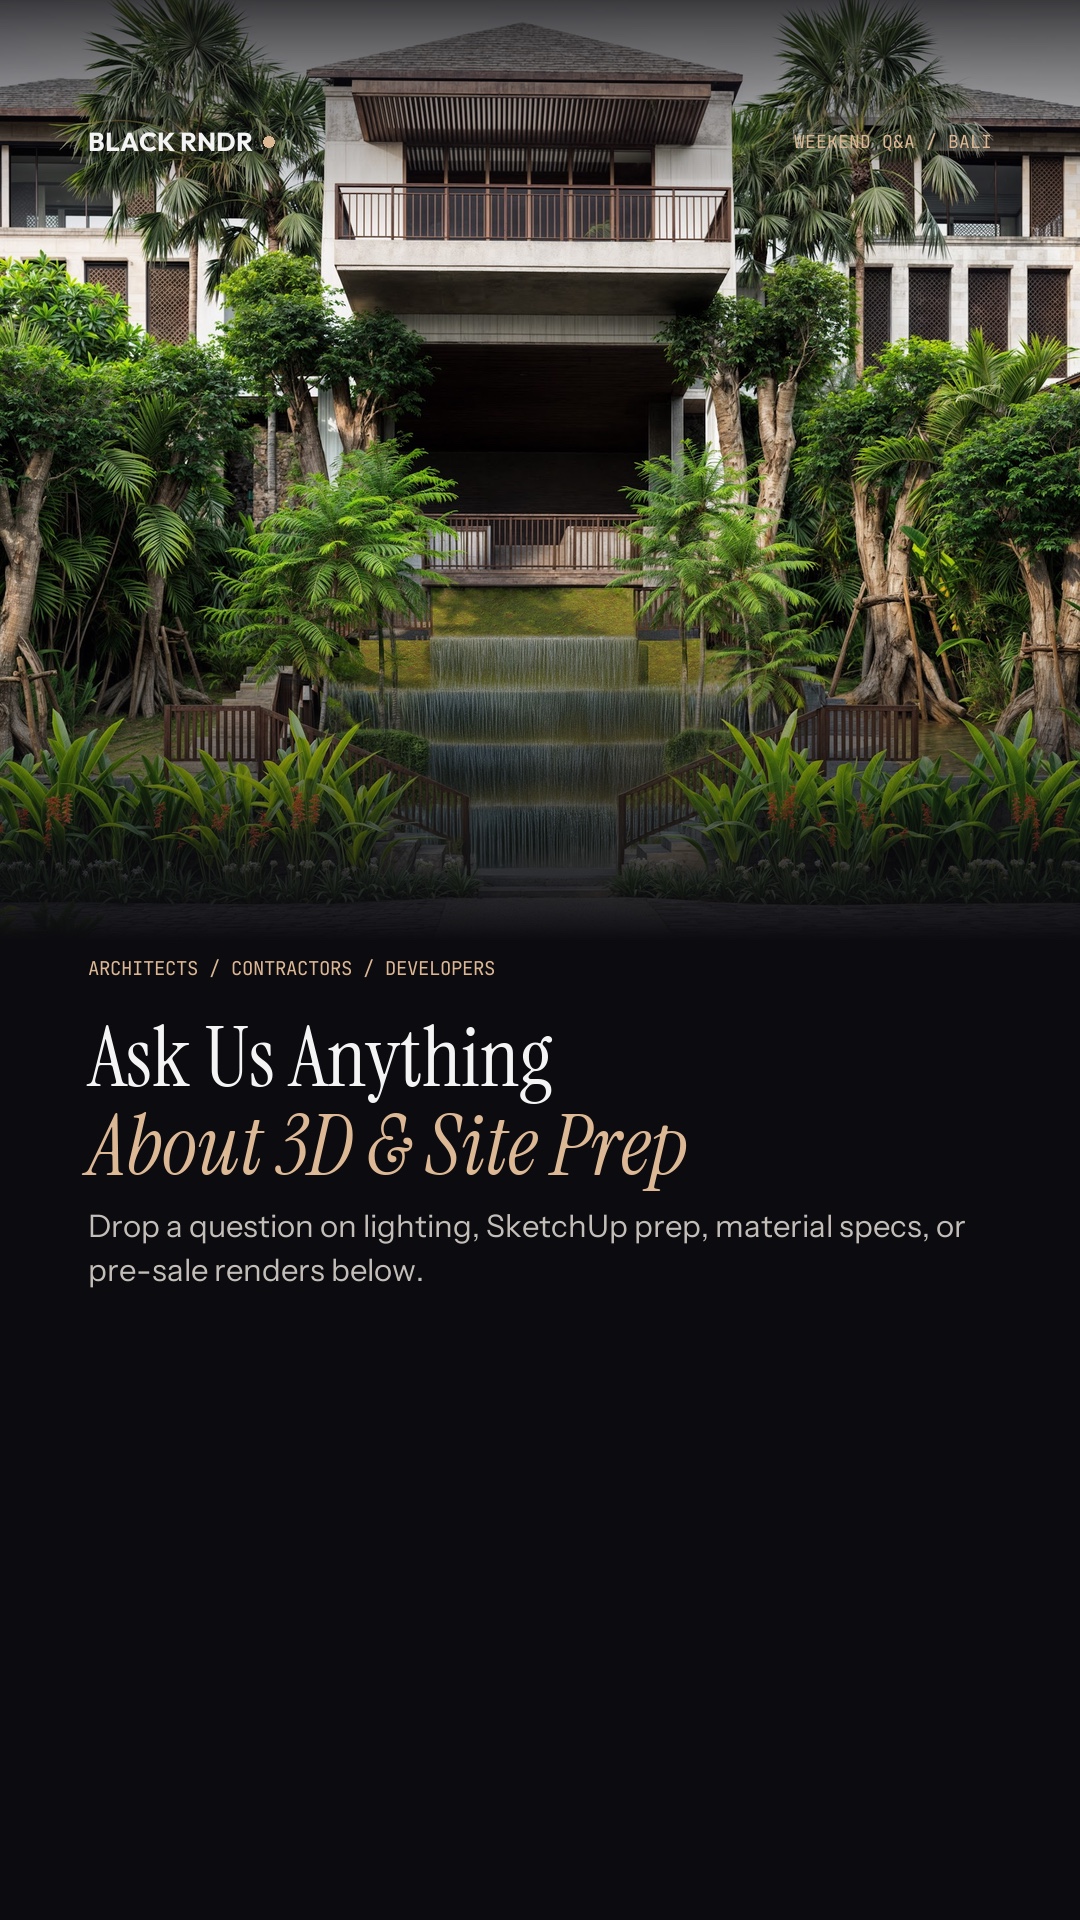 BLACK RNDR
WEEKEND Q&A / BALI
ARCHITECTS / CONTRACTORS / DEVELOPERS
Ask Us Anything
About 3D & Site Prep
Drop a question on lighting, SketchUp prep, material specs, or
pre-sale renders below.